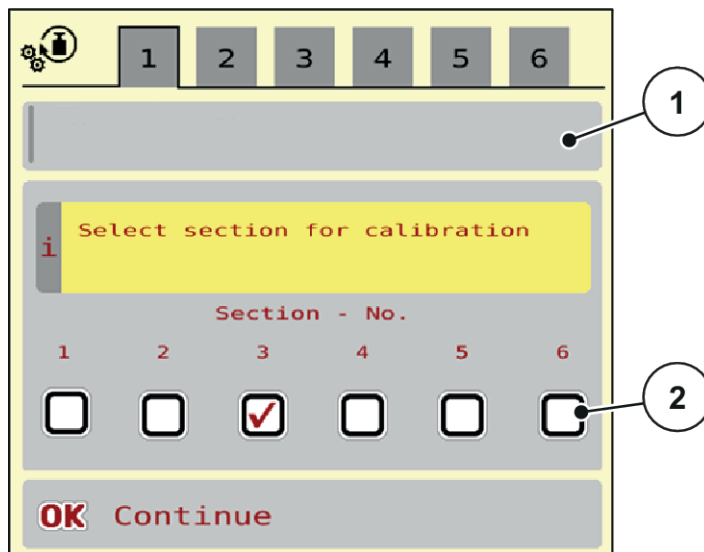 1 2 3 4 5 6
1
i Select section for calibration
Section - No.
1 2 3 4 5 6
2
OK Continue